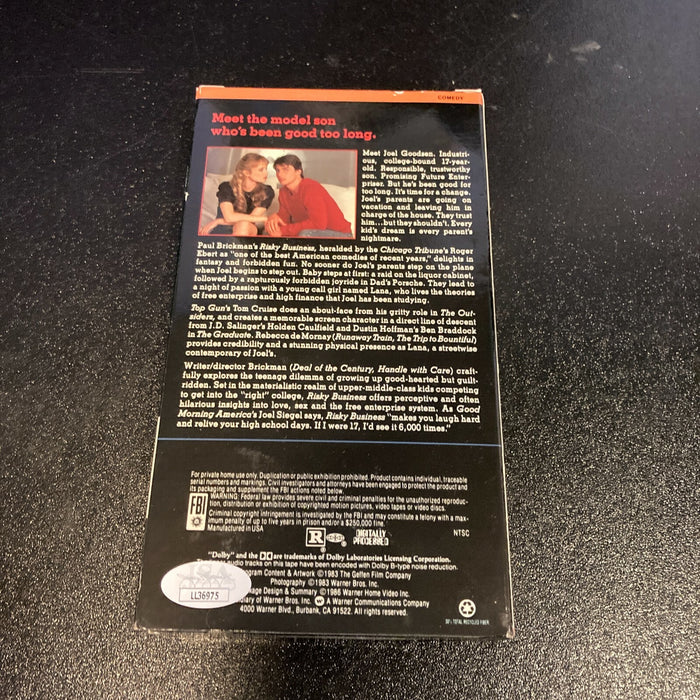 COMEDY
Meet the model son
who's been good too long.
Meet Joel Goodsen. Industri-
ous, college-bound 17-year-
old. Responsible, trustworthy
son. Promising Future Enter-
priser. But he's been good for
too long. It's time for a change.
Joel's parents are going on
vacation and leaving him in
charge of the house. They trust
him...but they shouldn't. Every
kid's dream is every parent's
nightmare.
Paul Brickman's Risky Business, heralded by the Chicago Tribune's Roger
Ebert as "one of the best American comedies of recent years," delights in
fantasy and forbidden fun. No sooner do Joel's parents step on the plane
when Joel begins to step out. Baby steps at first: a raid on the liquor cabinet,
followed by a rapturously forbidden joyride in Dad's Porsche. They lead to
a night of passion with a young call girl named Lana, who lives the theories
of free enterprise and high finance that Joel has been studying.
Top Gun's Tom Cruise does an about-face from his gritty role in The Out-
siders, and creates a memorable screen character in a direct line of descent
from J.D. Salinger's Holden Caulfield and Dustin Hoffman's Ben Braddock
in The Graduate. Rebecca de Mornay (Runaway Train, The Trip to Bountiful)
provides credibility and a stunning physical presence as Lana, a streetwise
contemporary of Joel's.
Writer/director Brickman (Deal of the Century, Handle with Care) craft-
fully explores the teenage dilemma of growing up good-hearted but guilt-
ridden. Set in the materialistic realm of upper-middle-class kids competing
to get into the "right" college, Risky Business offers perceptive and often
hilarious insights into love, sex and the free enterprise system. As Good
Morning America's Joel Siegel says, Risky Business "makes you laugh hard
and relive your high school days. If I were 17, I'd see it 6,000 times."
For private home use only. Duplication or public exhibition prohibited. Product contains individual, traceable
serial numbers and markings. Civil investigators and attorneys have been engaged to protect the product and
its packaging and supplement the FBI actions noted below.
FBI WARNING: Federal law provides severe civil and criminal penalties for the unauthorized reproduc-
tion, distribution or exhibition of copyrighted motion pictures, video tapes or video discs.
Criminal copyright infringement is investigated by the FBI and may constitute a felony with a max-
imum penalty of up to five years in prison and/or a $250,000 fine.
Manufactured in USA
NTSC
R DIGITALLY
PROCESSED
"Dolby" and the are trademarks of Dolby Laboratories Licensing Corporation.
audio tracks on this tape have been encoded with Dolby B-type noise reduction.
Content & Artwork ©1983 The Geffen Film Company
Photography ©1983 Warner Bros. Inc.
Design & Summary ©1986 Warner Home Video Inc.
of Warner Bros. Inc. A Warner Communications Company
4000 Warner Blvd., Burbank, CA 91522. All rights reserved.
JSA
LL36975
50% TOTAL RECYCLED FIBER